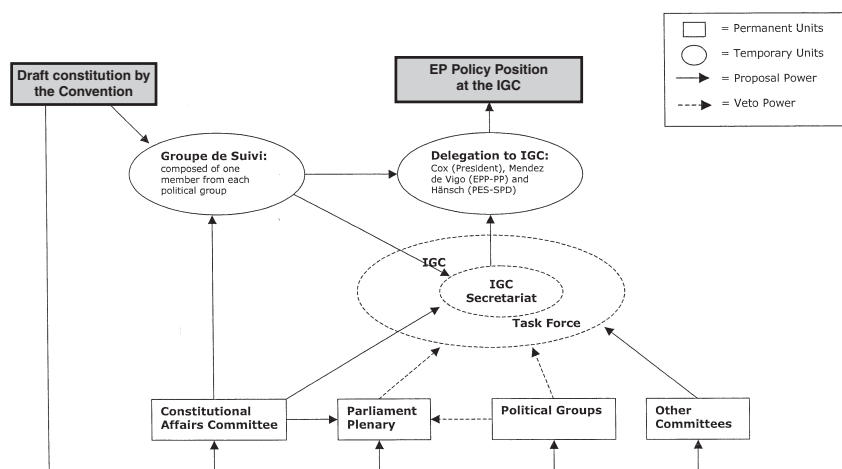 = Permanent Units
= Temporary Units
= Proposal Power
= Veto Power
Draft constitution by
the Convention
EP Policy Position
at the IGC
Groupe de Suivi:
composed of one
member from each
political group
Delegation to IGC:
Cox (President), Mendez
de Vigo (EPP-PP) and
Hänsch (PES-SPD)
IGC
IGC
Secretariat
Task Force
Constitutional
Affairs Committee
Parliament
Plenary
Political Groups
Other
Committees